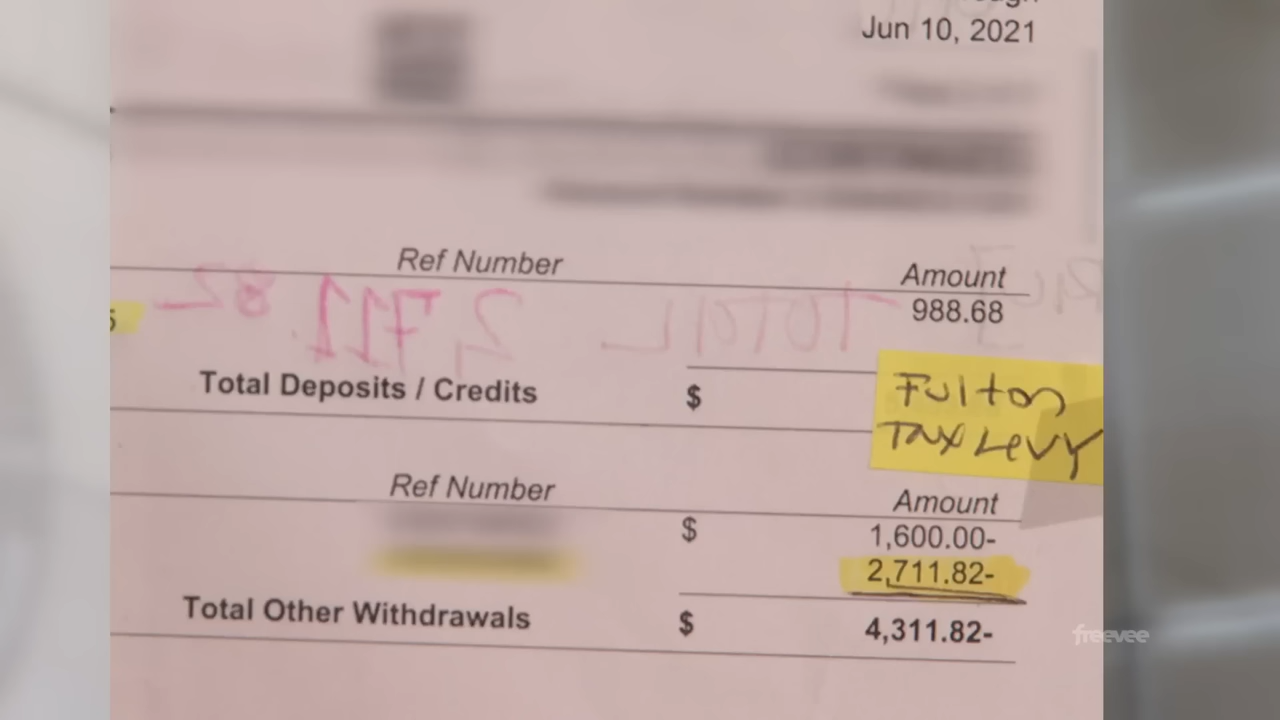 Jun 10, 2021
Ref Number
Amount
988.68
2,711.82 TOTAL
Total Deposits / Credits $
Fulton
Tax Levy
Ref Number
Amount
$ 1,600.00-
2,711.82-
Total Other Withdrawals $ 4,311.82-
freevee